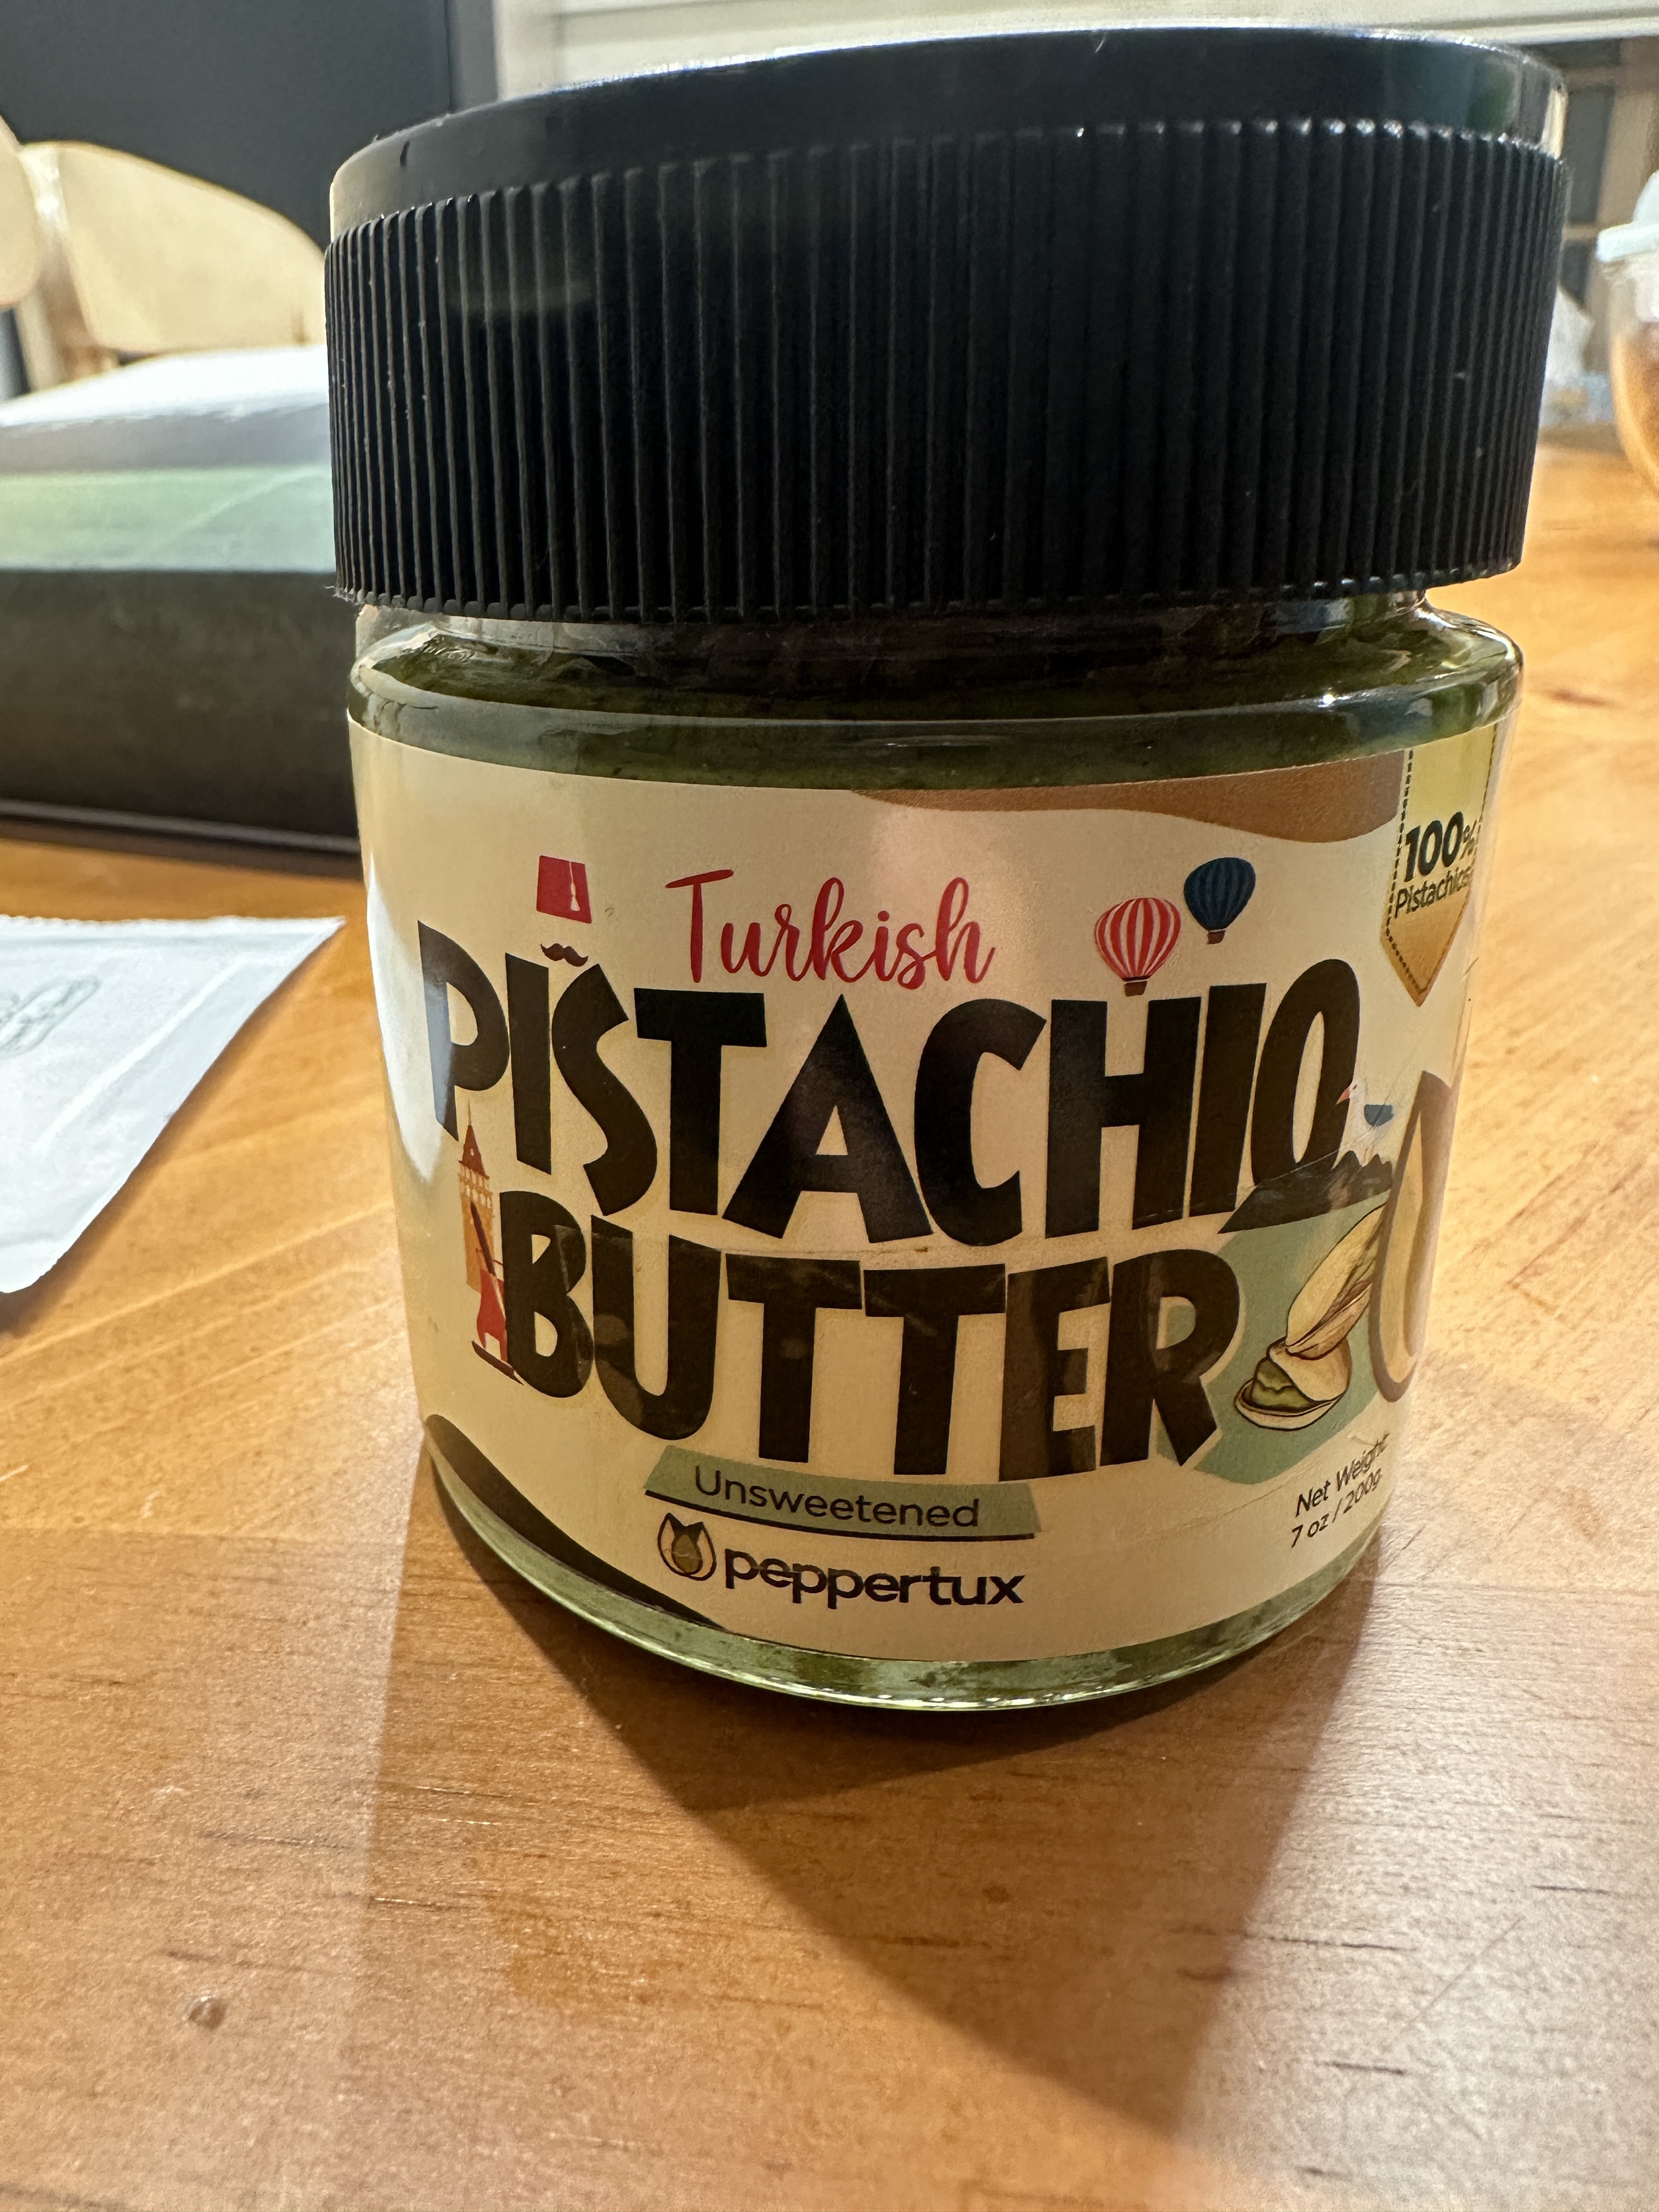 Turkish
100%
Pistachios
PISTACHIO
BUTTER
Unsweetened
peppertux
Net Weight:
7 oz / 200g